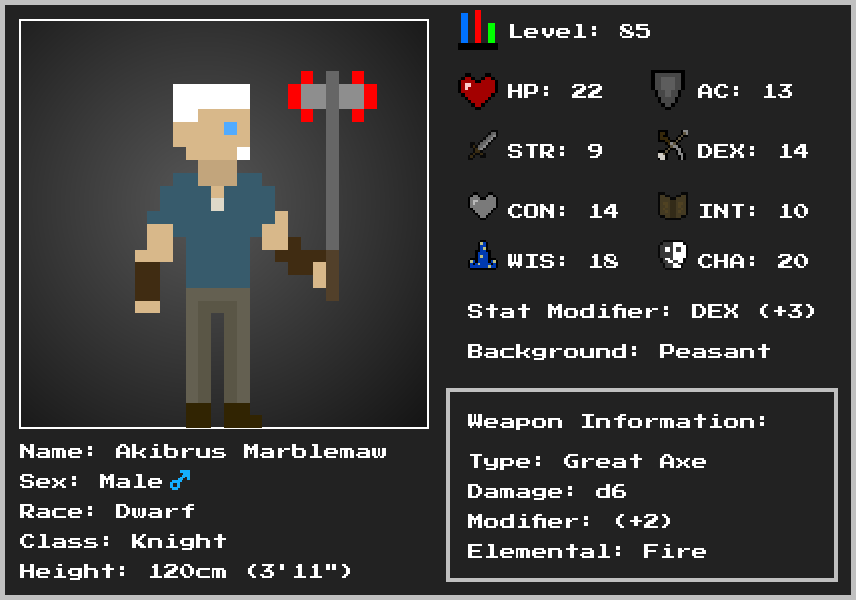 Level: 85
HP: 22 AC: 13
STR: 9 DEX: 14
CON: 14 INT: 10
WIS: 18 CHA: 20
Stat Modifier: DEX (+3)
Background: Peasant
Weapon Information:
Type: Great Axe
Damage: d6
Modifier: (+2)
Elemental: Fire
Name: Akibrus Marblemaw
Sex: Male ♂
Race: Dwarf
Class: Knight
Height: 120cm (3'11")